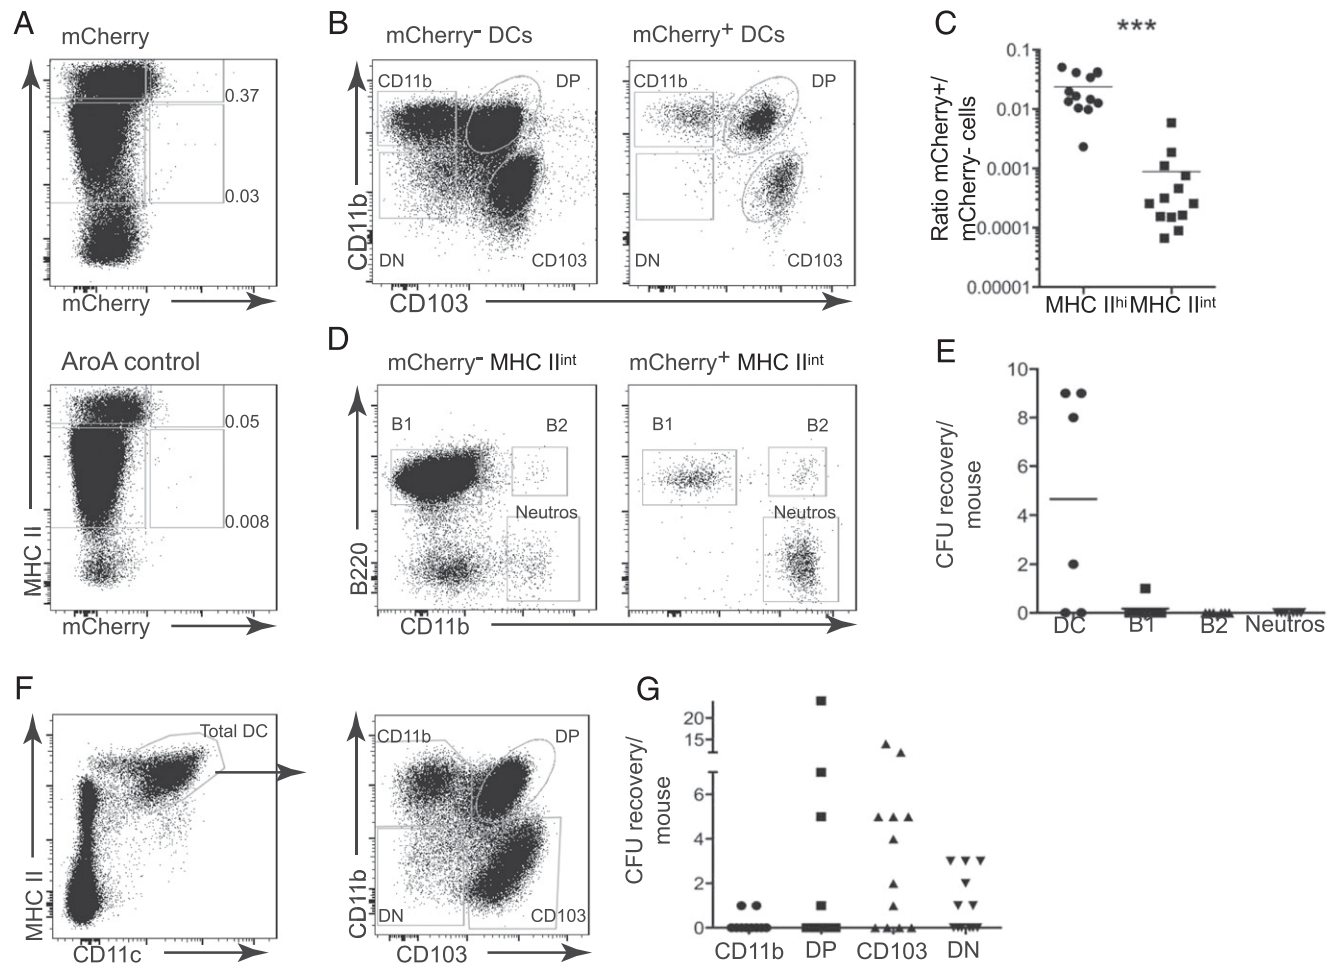 A
mCherry
0.37
0.03
mCherry
AroA control
0.05
0.008
MHC II
mCherry
B
mCherry- DCs
mCherry+ DCs
CD11b
DP
CD11b
DP
CD11b
DN
CD103
DN
CD103
CD103
C
***
Ratio mCherry+/
mCherry- cells
0.1
0.01
0.001
0.0001
0.00001
MHC IIhi MHC IIint
D
mCherry- MHC IIint
mCherry+ MHC IIint
B1
B2
B1
B2
Neutros
Neutros
B220
CD11b
E
CFU recovery/
mouse
10
8
6
4
2
0
DC
B1
B2
Neutros
F
Total DC
MHC II
CD11c
CD11b
DP
CD11b
DN
CD103
CD103
G
CFU recovery/
mouse
20
15
6
4
2
0
CD11b
DP
CD103
DN